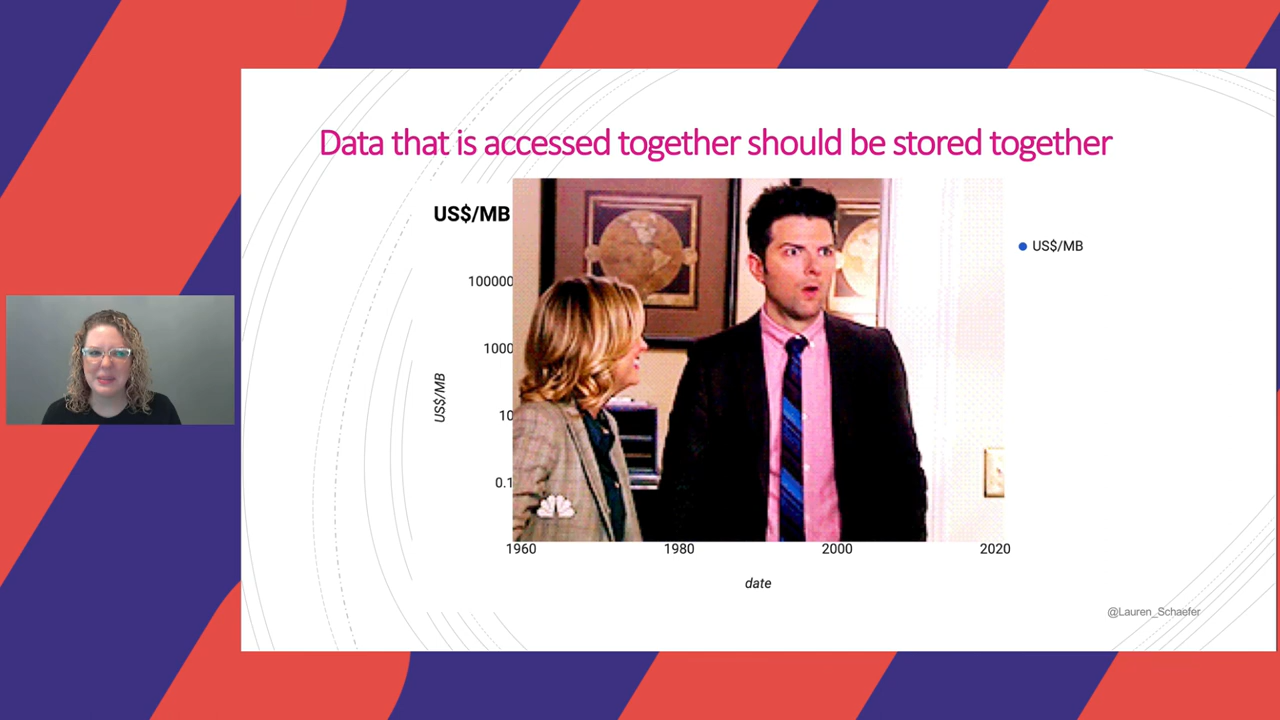 Data that is accessed together should be stored together
US$/MB
US$/MB
100000
1000
10
0.1
US$/MB
1960
1980
2000
2020
date
@Lauren_Schaefer